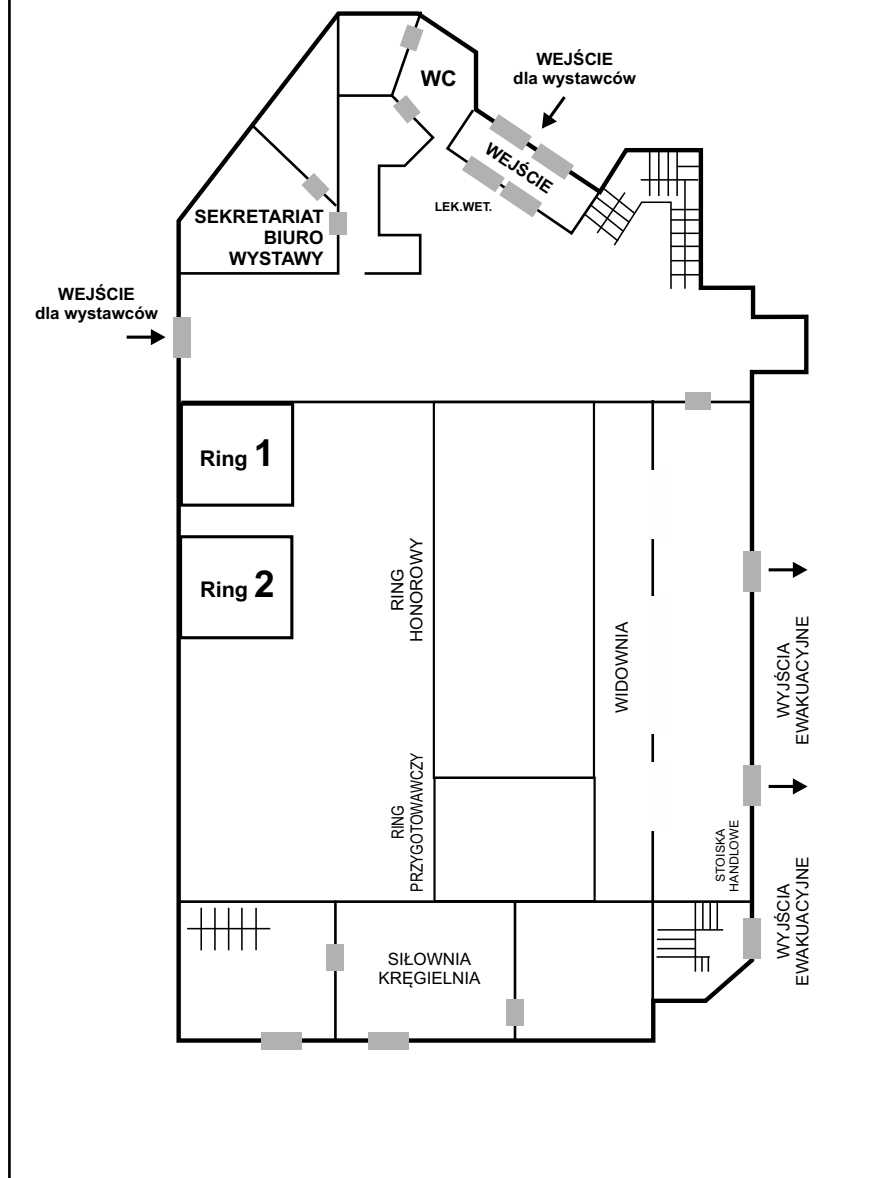 WEJŚCIE
dla wystawców
WC
WEJŚCIE
LEK.WET.
SEKRETARIAT
BIURO
WYSTAWY
WEJŚCIE
dla wystawców
Ring 1
Ring 2
RING
HONOROWY
WIDOWNIA
WYJŚCIA
EWAKUACYJNE
RING
PRZYGOTOWAWCZY
STOISKA
HANDLOWE
WYJŚCIA
EWAKUACYJNE
SIŁOWNIA
KRĘGIELNIA